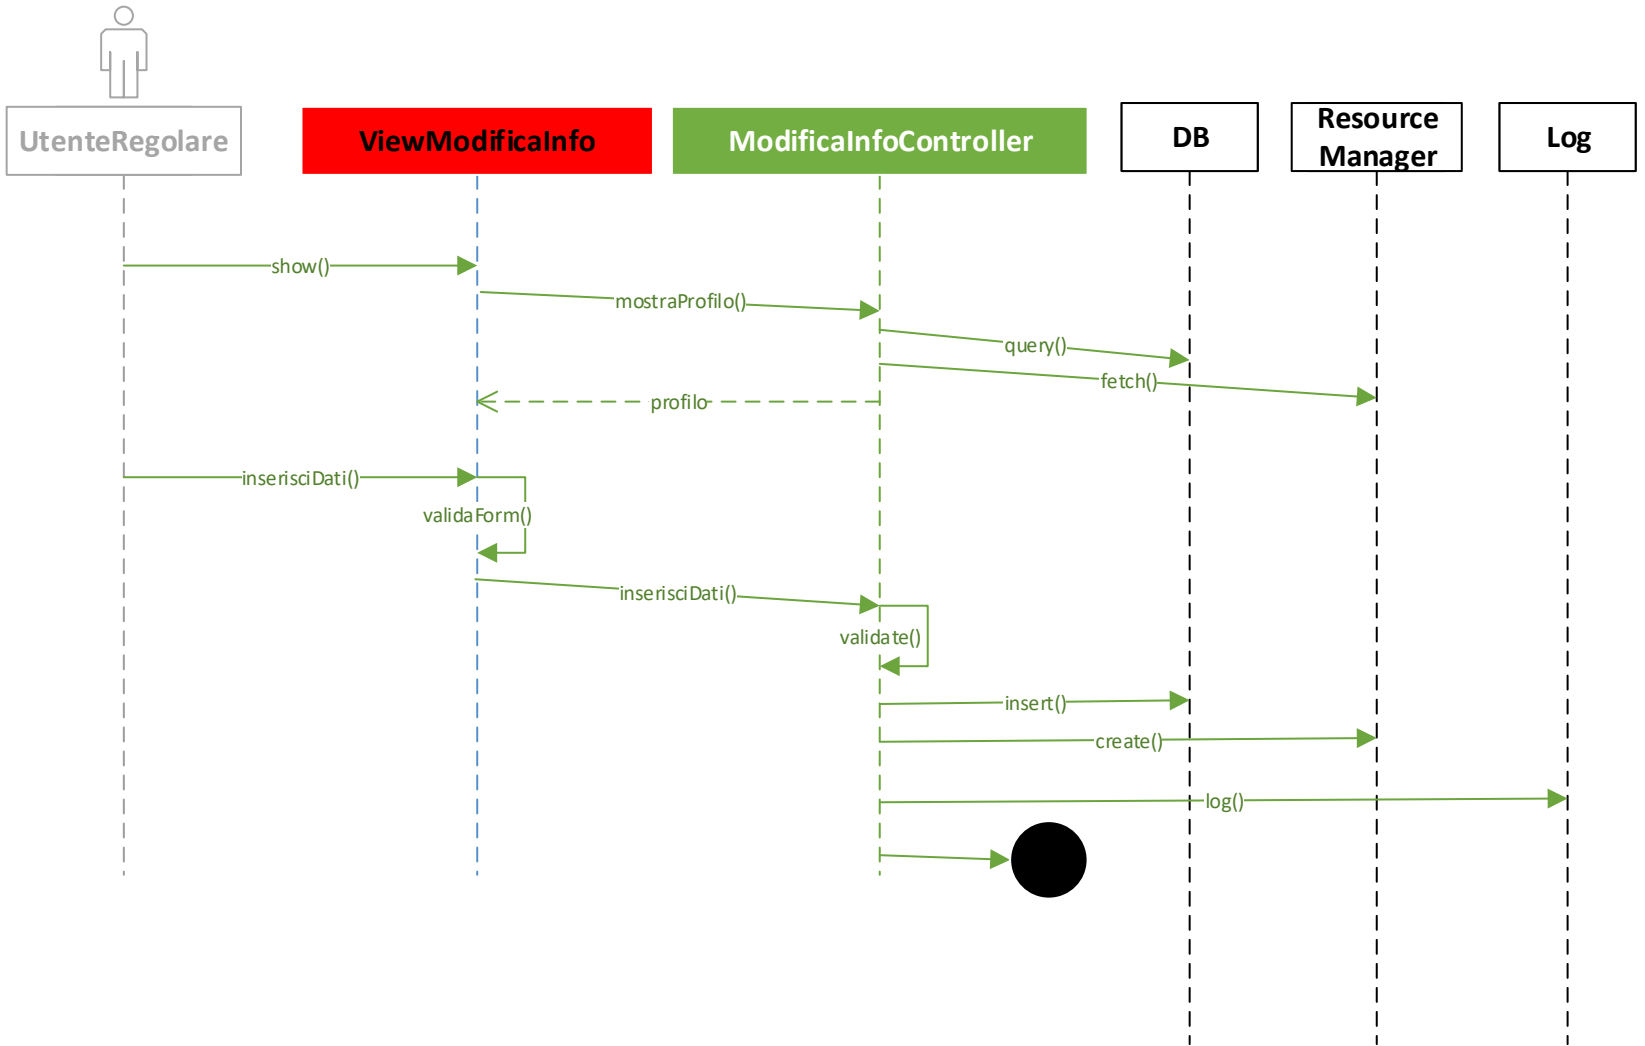 UtenteRegolare
ViewModificaInfo
ModificaInfoController
DB
Resource
Manager
Log
show()
mostraProfilo()
query()
fetch()
profilo
inserisciDati()
validaForm()
inserisciDati()
validate()
insert()
create()
log()